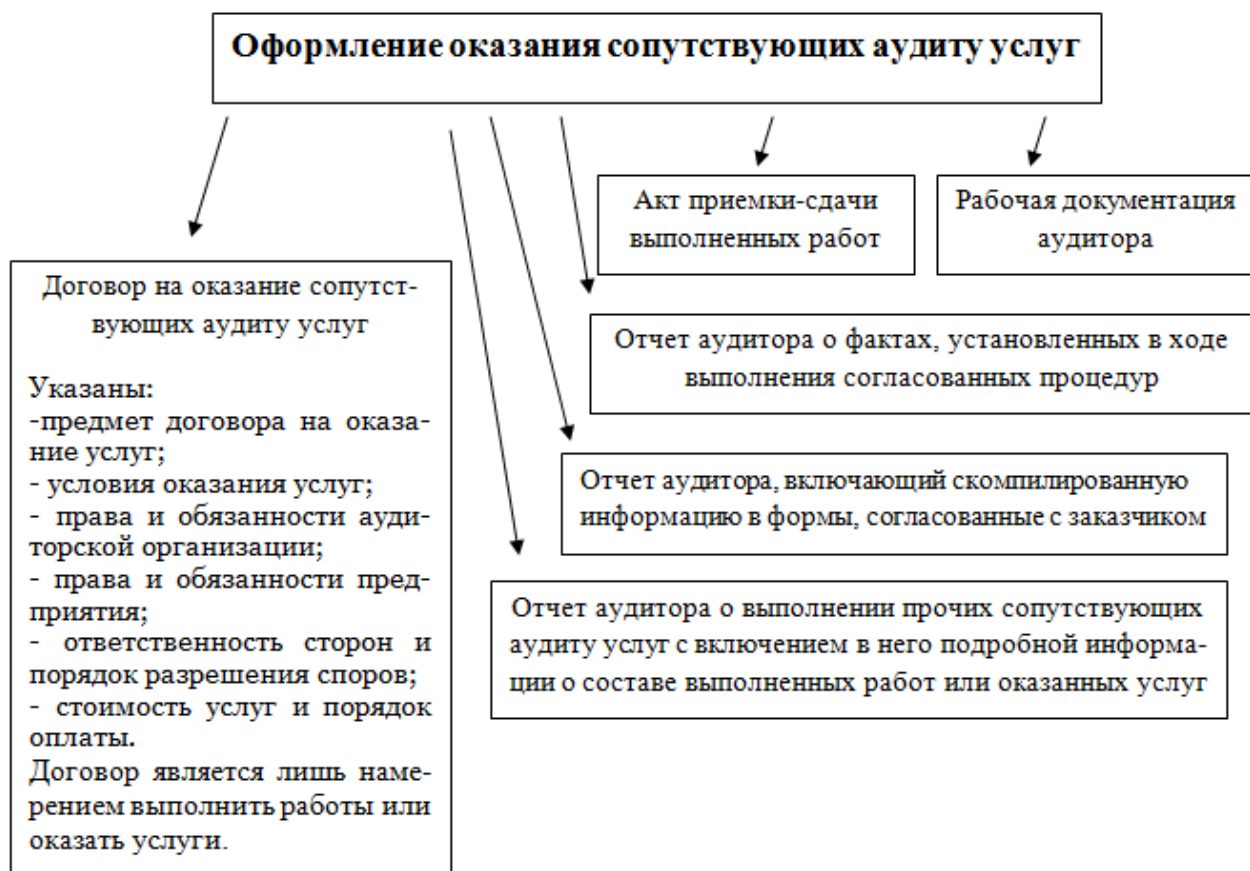 Оформление оказания сопутствующих аудиту услуг
Акт приемки-сдачи
выполненных работ
Рабочая документация
аудитора
Договор на оказание сопутст-
вующих аудиту услуг
Указаны:
-предмет договора на оказа-
ние услуг;
- условия оказания услуг;
- права и обязанности ауди-
торской организации;
- права и обязанности пред-
приятия;
- ответственность сторон и
порядок разрешения споров;
- стоимость услуг и порядок
оплаты.
Договор является лишь наме-
рением выполнить работы или
оказать услуги.
Отчет аудитора о фактах, установленных в ходе
выполнения согласованных процедур
Отчет аудитора, включающий скомпилированную
информацию в формы, согласованные с заказчиком
Отчет аудитора о выполнении прочих сопутствующих
аудиту услуг с включением в него подробной информа-
ции о составе выполненных работ или оказанных услуг